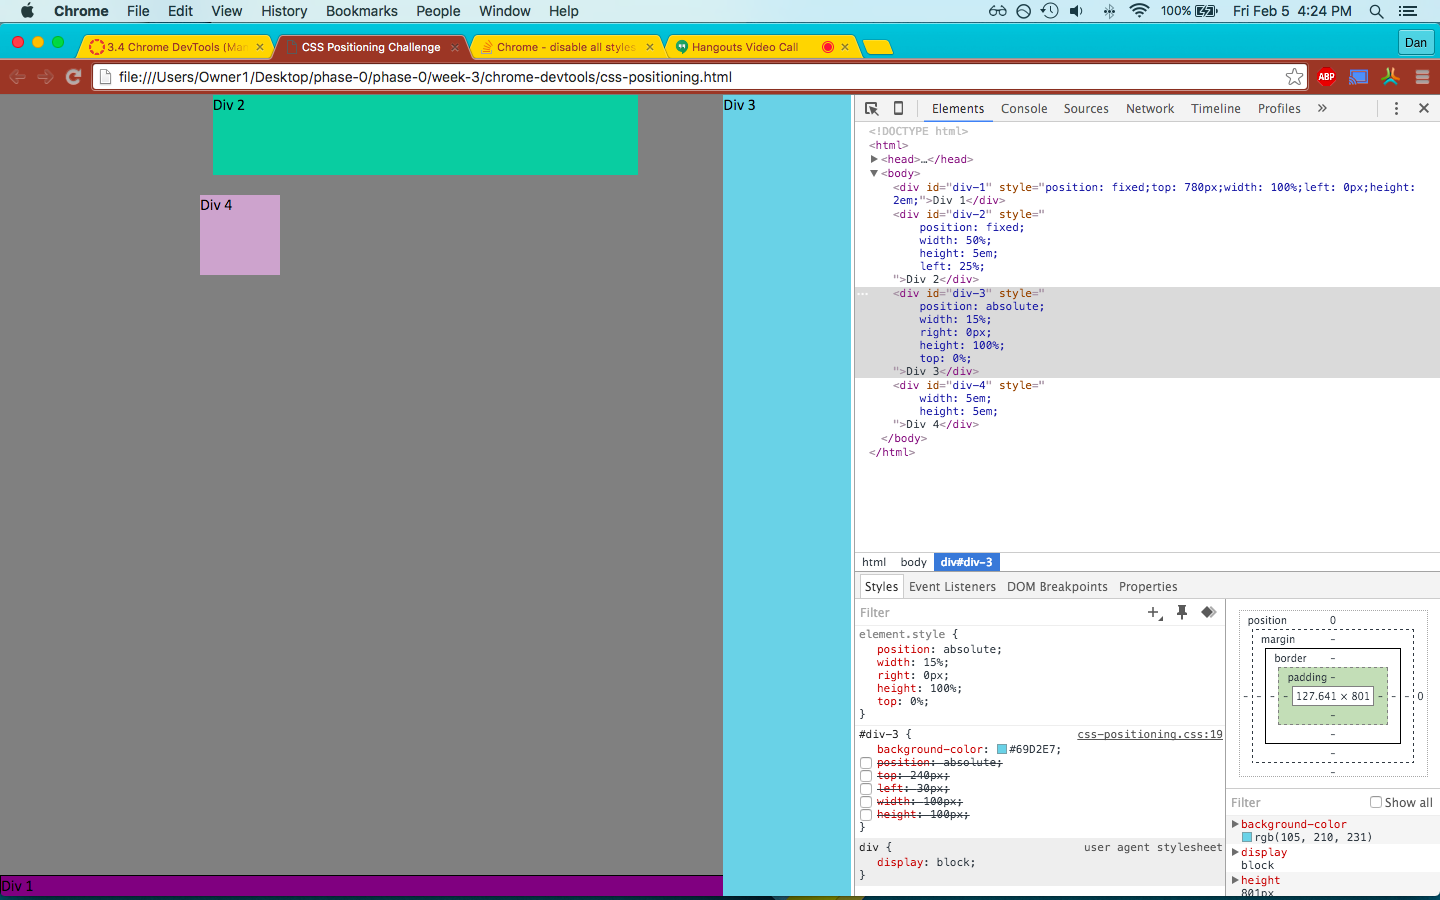 Chrome File Edit View History Bookmarks People Window Help 100% Fri Feb 5 4:24 PM
3.4 Chrome DevTools (Man CSS Positioning Challenge Chrome - disable all styles Hangouts Video Call Dan
file:///Users/Owner1/Desktop/phase-0/phase-0/week-3/chrome-devtools/css-positioning.html ABP
Div 2
Div 3
Div 4
Div 1
Elements Console Sources Network Timeline Profiles »
<!DOCTYPE html>
<html>
<head>…</head>
<body>
<div id="div-1" style="position: fixed;top: 780px;width: 100%;left: 0px;height:
2em;">Div 1</div>
<div id="div-2" style="
position: fixed;
width: 50%;
height: 5em;
left: 25%;
">Div 2</div>
... <div id="div-3" style="
position: absolute;
width: 15%;
right: 0px;
height: 100%;
top: 0%;
">Div 3</div>
<div id="div-4" style="
width: 5em;
height: 5em;
">Div 4</div>
</body>
</html>
html body div#div-3
Styles Event Listeners DOM Breakpoints Properties
Filter
element.style {
position: absolute;
width: 15%;
right: 0px;
height: 100%;
top: 0%;
}
#div-3 { css-positioning.css:19
background-color: #69D2E7;
position: absolute;
top: 240px;
left: 30px;
width: 100px;
height: 100px;
}
div { user agent stylesheet
display: block;
}
position 0
margin -
border -
padding -
- - - 127.641 × 801 - - - 0
-
-
-
-
Filter Show all
background-color
rgb(105, 210, 231)
display
block
height
801px